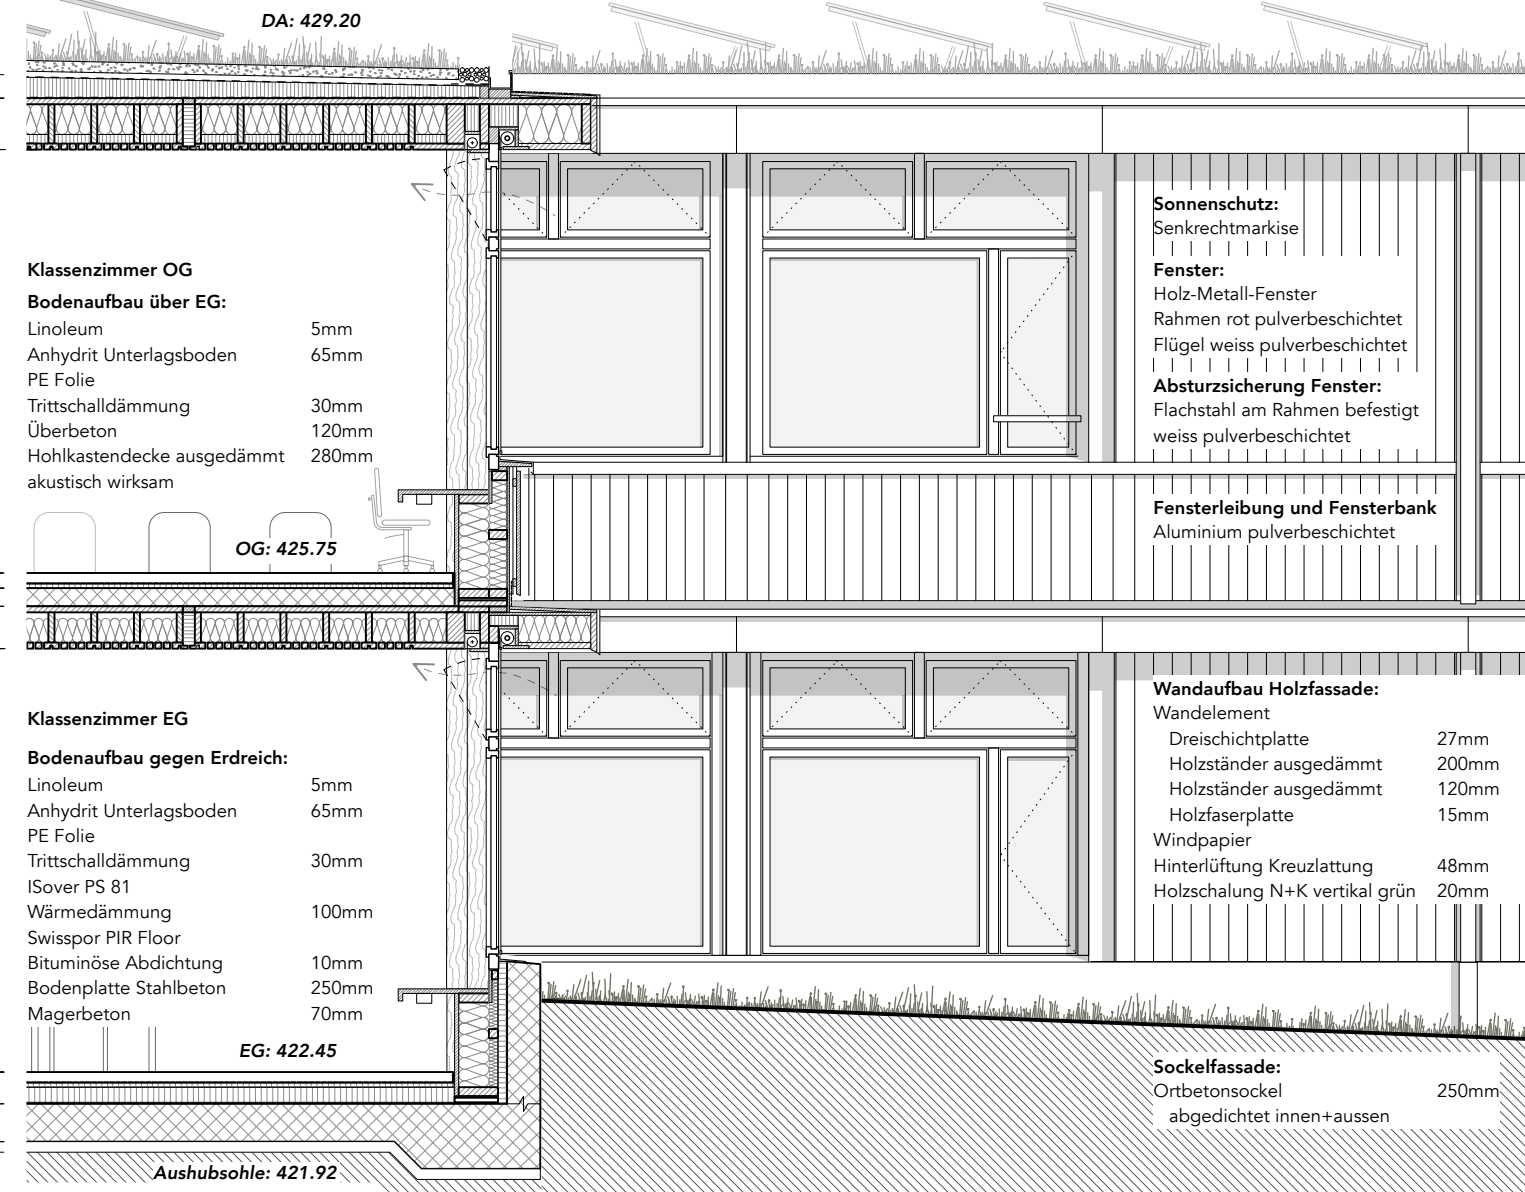 DA: 429.20
Klassenzimmer OG
Bodenaufbau über EG:
Linoleum 5mm
Anhydrit Unterlagsboden 65mm
PE Folie
Trittschalldämmung 30mm
Überbeton 120mm
Hohlkastendecke ausgedämmt 280mm
akustisch wirksam
OG: 425.75
Klassenzimmer EG
Bodenaufbau gegen Erdreich:
Linoleum 5mm
Anhydrit Unterlagsboden 65mm
PE Folie
Trittschalldämmung 30mm
ISover PS 81
Wärmedämmung 100mm
Swisspor PIR Floor
Bituminöse Abdichtung 10mm
Bodenplatte Stahlbeton 250mm
Magerbeton 70mm
EG: 422.45
Aushubsohle: 421.92
Sonnenschutz:
Senkrechtmarkise
Fenster:
Holz-Metall-Fenster
Rahmen rot pulverbeschichtet
Flügel weiss pulverbeschichtet
Absturzsicherung Fenster:
Flachstahl am Rahmen befestigt
weiss pulverbeschichtet
Fensterleibung und Fensterbank
Aluminium pulverbeschichtet
Wandaufbau Holzfassade:
Wandelement
Dreischichtplatte 27mm
Holzständer ausgedämmt 200mm
Holzständer ausgedämmt 120mm
Holzfaserplatte 15mm
Windpapier
Hinterlüftung Kreuzlattung 48mm
Holzschalung N+K vertikal grün 20mm
Sockelfassade:
Ortbetonsockel 250mm
abgedichtet innen+aussen